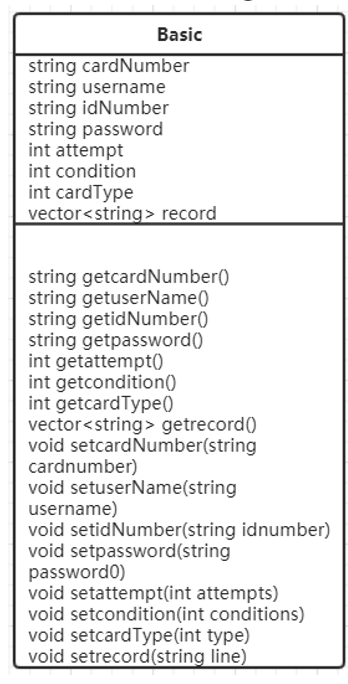 Basic
string cardNumber
string username
string idNumber
string password
int attempt
int condition
int cardType
vector<string> record
string getcardNumber()
string getuserName()
string getidNumber()
string getpassword()
int getattempt()
int getcondition()
int getcardType()
vector<string> getrecord()
void setcardNumber(string
cardnumber)
void setuserName(string
username)
void setidNumber(string idnumber)
void setpassword(string
password0)
void setattempt(int attempts)
void setcondition(int conditions)
void setcardType(int type)
void setrecord(string line)